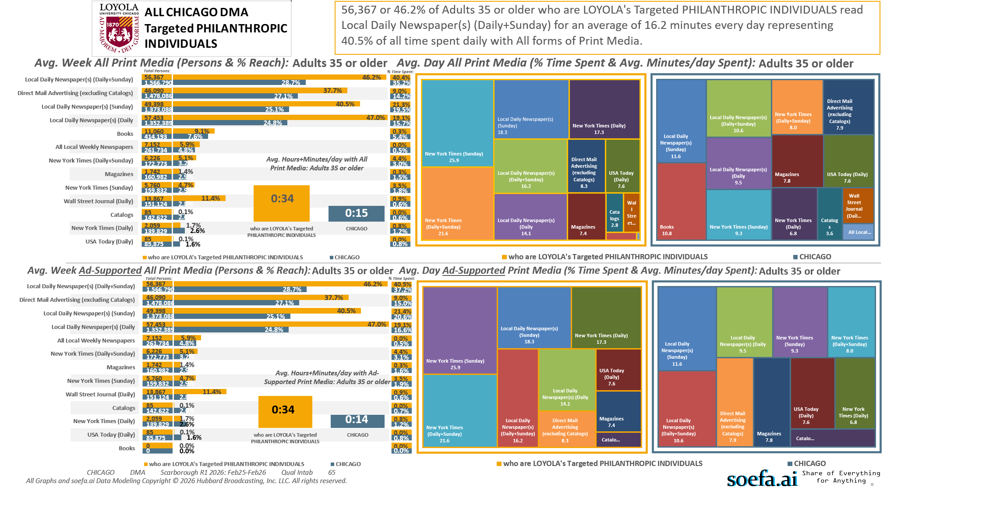 LOYOLA
UNIVERSITY CHICAGO
1870
AD • MAJOREM • DEI • GLORIAM
ALL CHICAGO DMA
Targeted PHILANTHROPIC
INDIVIDUALS
56,367 or 46.2% of Adults 35 or older who are LOYOLA's Targeted PHILANTHROPIC INDIVIDUALS read
Local Daily Newspaper(s) (Daily+Sunday) for an average of 16.2 minutes every day representing
40.5% of all time spent daily with All forms of Print Media.
Avg. Week All Print Media (Persons & % Reach): Adults 35 or older
Total Persons:
% Time Spent:
Local Daily Newspaper(s) (Daily+Sunday) 56,367 46.2% 40.4%
1,566,790 28.7% 35.2%
Direct Mail Advertising (excluding Catalogs) 46,090 37.7% 9.0%
1,478,086 27.1% 14.2%
Local Daily Newspaper(s) (Sunday) 49,398 40.5% 21.3%
1,373,088 25.1% 19.5%
Local Daily Newspaper(s) (Daily 57,453 47.0% 19.1%
1,352,389 24.8% 15.7%
Books 11,060 9.1% 0.3%
414,193 7.6% 5.4%
All Local Weekly Newspapers 7,152 5.9% 0.0%
261,734 4.8% 0.5%
New York Times (Daily+Sunday) 6,226 5.1% 4.4%
172,773 3.2 3.0%
Magazines 1,742 1.4% 0.3%
160,982 2.9 1.5%
New York Times (Sunday) 5,760 4.7% 3.5%
159,832 2.9 1.8%
Wall Street Journal (Daily) 13,867 11.4% 0.9%
151,124 2.8% 0.6%
Catalogs 85 0.1% 0.0%
142,622 2. 0.6%
New York Times (Daily) 2,059 1.7% 0.8%
139,829 2.6% 1.2%
USA Today (Daily) 85 0.1% 0.0%
85,875 1.6% 0.8%
Avg. Hours+Minutes/day with All
Print Media: Adults 35 or older
0:34
0:15
who are LOYOLA's Targeted
PHILANTHROPIC INDIVIDUALS
CHICAGO
who are LOYOLA's Targeted PHILANTHROPIC INDIVIDUALS CHICAGO
Avg. Day All Print Media (% Time Spent & Avg. Minutes/day Spent): Adults 35 or older
New York Times (Sunday)
25.9
New York Times
(Daily+Sunday)
21.6
Local Daily Newspaper(s)
(Sunday)
18.3
New York Times (Daily)
17.3
Local Daily Newspaper(s)
(Daily+Sunday)
16.2
Local Daily Newspaper(s)
(Daily
14.1
Direct Mail
Advertising
(excluding
Catalogs)
8.3
USA Today
(Daily)
7.6
Magazines
7.4
Cata
logs
2.8
Wal
l
Stre
et...
Local Daily
Newspaper(s)
(Sunday)
11.6
Books
10.8
Local Daily Newspaper(s)
(Daily+Sunday)
10.6
Local Daily Newspaper(s)
(Daily
9.5
New York Times (Sunday)
9.3
New York Times
(Daily+Sunday)
8.0
Direct Mail
Advertising
(excluding
Catalogs)
7.9
Magazines
7.8
USA Today (Daily)
7.6
New York Times
(Daily)
6.8
Catalog
s
3.6
Wall
Street
Journal
(Dail...
All Local...
who are LOYOLA's Targeted PHILANTHROPIC INDIVIDUALS CHICAGO
Avg. Week Ad-Supported All Print Media (Persons & % Reach): Adults 35 or older
Total Persons:
% Time Spent:
Local Daily Newspaper(s) (Daily+Sunday) 56,367 46.2% 40.5%
1,566,790 28.7% 37.2%
Direct Mail Advertising (excluding Catalogs) 46,090 37.7% 9.0%
1,478,086 27.1% 15.0%
Local Daily Newspaper(s) (Sunday) 49,398 40.5% 21.4%
1,373,088 25.1% 20.6%
Local Daily Newspaper(s) (Daily 57,453 47.0% 19.1%
1,352,389 24.8% 16.6%
All Local Weekly Newspapers 7,152 5.9% 0.0%
261,734 4.8% 0.5%
New York Times (Daily+Sunday) 6,226 5.1% 4.4%
172,773 3.2 3.1%
Magazines 1,742 1.4% 0.3%
160,982 2.9 1.6%
New York Times (Sunday) 5,760 4.7% 3.5%
159,832 2.9 1.9%
Wall Street Journal (Daily) 13,867 11.4% 0.9%
151,124 2.8 0.6%
Catalogs 85 0.1% 0.0%
142,622 2. 0.7%
New York Times (Daily) 2,059 1.7% 0.8%
139,829 2.6% 1.2%
USA Today (Daily) 85 0.1% 0.0%
85,875 1.6% 0.8%
Books 0 0.0% 0.0%
0 0.0% 0.0%
Avg. Hours+Minutes/day with Ad-
Supported Print Media: Adults 35 or older
0:34
0:14
who are LOYOLA's Targeted
PHILANTHROPIC INDIVIDUALS
CHICAGO
who are LOYOLA's Targeted PHILANTHROPIC INDIVIDUALS CHICAGO
Avg. Day Ad-Supported Print Media (% Time Spent & Avg. Minutes/day Spent): Adults 35 or older
New York Times (Sunday)
25.9
New York Times
(Daily+Sunday)
21.6
Local Daily Newspaper(s)
(Sunday)
18.3
New York Times (Daily)
17.3
Local Daily
Newspaper(s)
(Daily+Sunday)
16.2
Local Daily
Newspaper(s) (Daily
14.1
Direct Mail
Advertising
(excluding Catalogs)
8.3
USA Today
(Daily)
7.6
Magazines
7.4
Catalo...
Local Daily
Newspaper(s)
(Sunday)
11.6
Local Daily
Newspaper(s)
(Daily+Sunday)
10.6
Local Daily
Newspaper(s) (Daily
9.5
New York Times
(Sunday)
9.3
New York Times
(Daily+Sunday)
8.0
Direct Mail
Advertising
(excluding
Catalogs)
7.9
Magazines
7.8
USA Today
(Daily)
7.6
New York
Times (Daily)
6.8
Catalo...
who are LOYOLA's Targeted PHILANTHROPIC INDIVIDUALS CHICAGO
CHICAGO DMA Scarborough R1 2026: Feb25-Feb26 Qual Intab 65
All Graphs and soefa.ai Data Modeling Copyright © 2026 Hubbard Broadcasting, Inc. LLC. All rights reserved.
soefa.ai
Share of Everything
for Anything ©